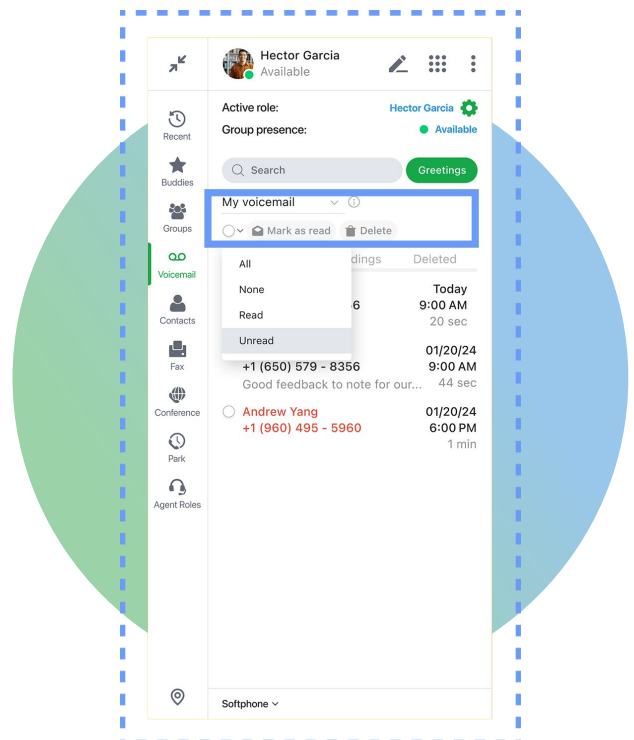 Hector Garcia
Available
Active role: Hector Garcia
Group presence: Available
Search Greetings
My voicemail
Mark as read Delete
Deleted
All
None
Read
Unread
Today
9:00 AM
20 sec
01/20/24
+1 (650) 579 - 8356 9:00 AM
Good feedback to note for our... 44 sec
Andrew Yang 01/20/24
+1 (960) 495 - 5960 6:00 PM
1 min
Recent
Buddies
Groups
Voicemail
Contacts
Fax
Conference
Park
Agent Roles
Softphone